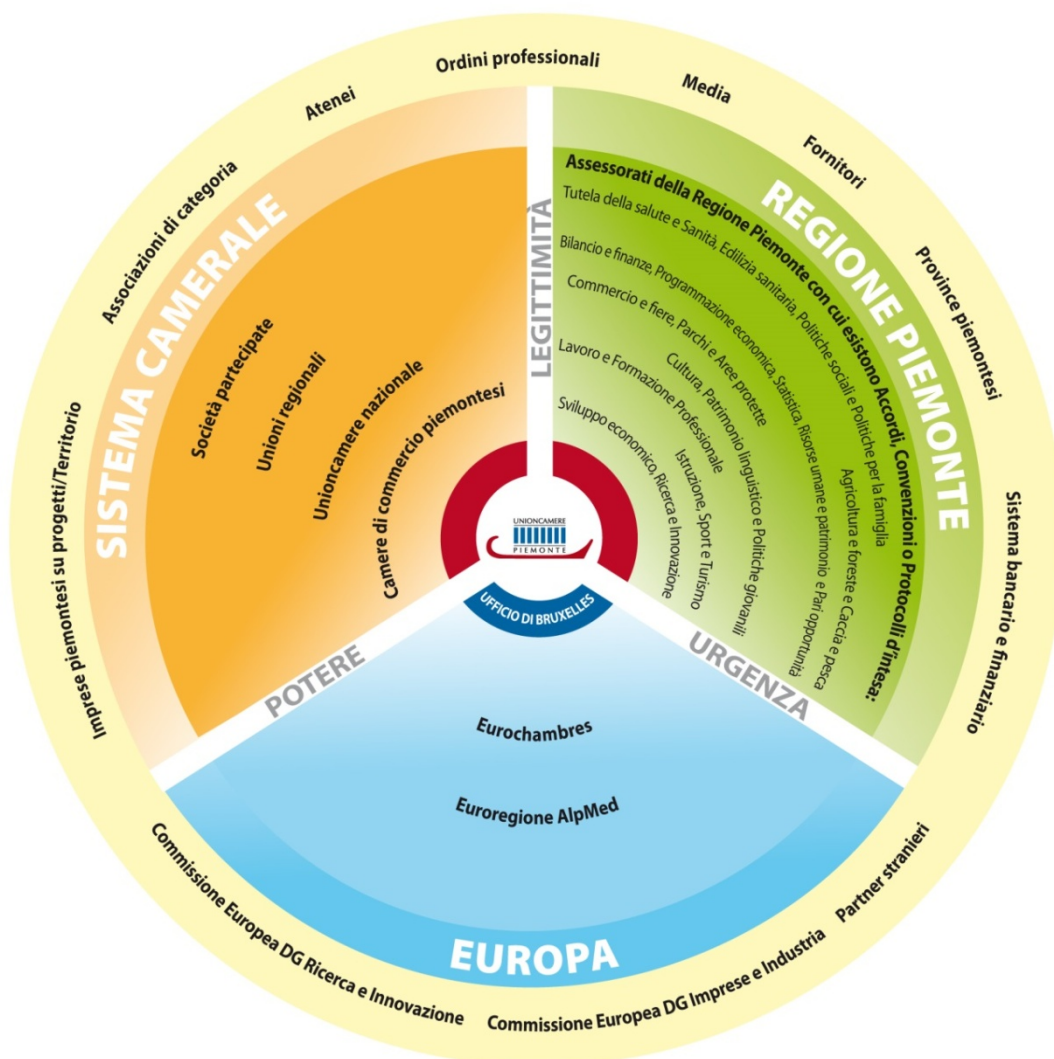 Ordini professionali
Atenei
Media
Fornitori
Associazioni di categoria
Province piemontesi
Imprese piemontesi su progetti/Territorio
Sistema bancario e finanziario
SISTEMA CAMERALE
Società partecipate
Unioni regionali
Unioncamere nazionale
Camere di commercio piemontesi
LEGITTIMITÀ
REGIONE PIEMONTE
Assessorati della Regione Piemonte con cui esistono Accordi, Convenzioni o Protocolli d'intesa:
Tutela della salute e Sanità, Edilizia sanitaria, Politiche sociali e Politiche per la famiglia
Agricoltura e foreste e Caccia e pesca
Bilancio e finanze, Programmazione economica, Statistica, Risorse umane e patrimonio e Pari opportunità
Commercio e fiere, Parchi e Aree protette
Cultura, Patrimonio linguistico e Politiche giovanili
Lavoro e Formazione Professionale
Istruzione, Sport e Turismo
Sviluppo economico, Ricerca e Innovazione
UNIONCAMERE
PIEMONTE
UFFICIO DI BRUXELLES
POTERE
URGENZA
Eurochambres
Euroregione AlpMed
EUROPA
Commissione Europea DG Ricerca e Innovazione
Commissione Europea DG Imprese e Industria
Partner stranieri